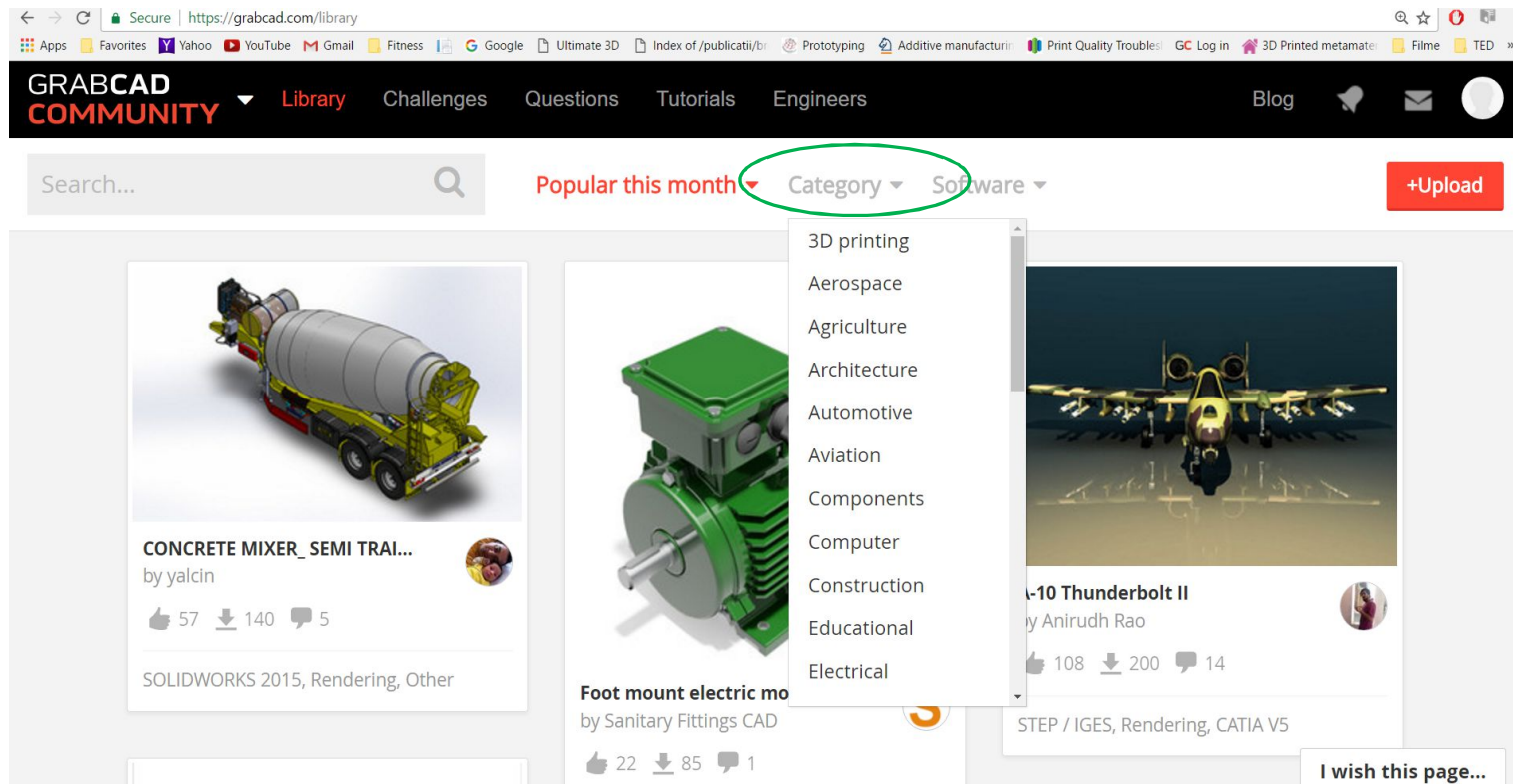 Secure | https://grabcad.com/library
Apps Favorites Yahoo YouTube Gmail Fitness Google Ultimate 3D Index of /publicatii/br Prototyping Additive manufacturin Print Quality Troubles GC Log in 3D Printed metamater Filme TED »
GRABCAD
COMMUNITY
Library Challenges Questions Tutorials Engineers Blog
Search... Popular this month Category Software +Upload
3D printing
Aerospace
Agriculture
Architecture
Automotive
Aviation
Components
Computer
Construction
Educational
Electrical
CONCRETE MIXER_ SEMI TRAI...
by yalcin
57 140 5
SOLIDWORKS 2015, Rendering, Other
Foot mount electric mo
by Sanitary Fittings CAD
22 85 1
-10 Thunderbolt II
by Anirudh Rao
108 200 14
STEP / IGES, Rendering, CATIA V5
I wish this page...